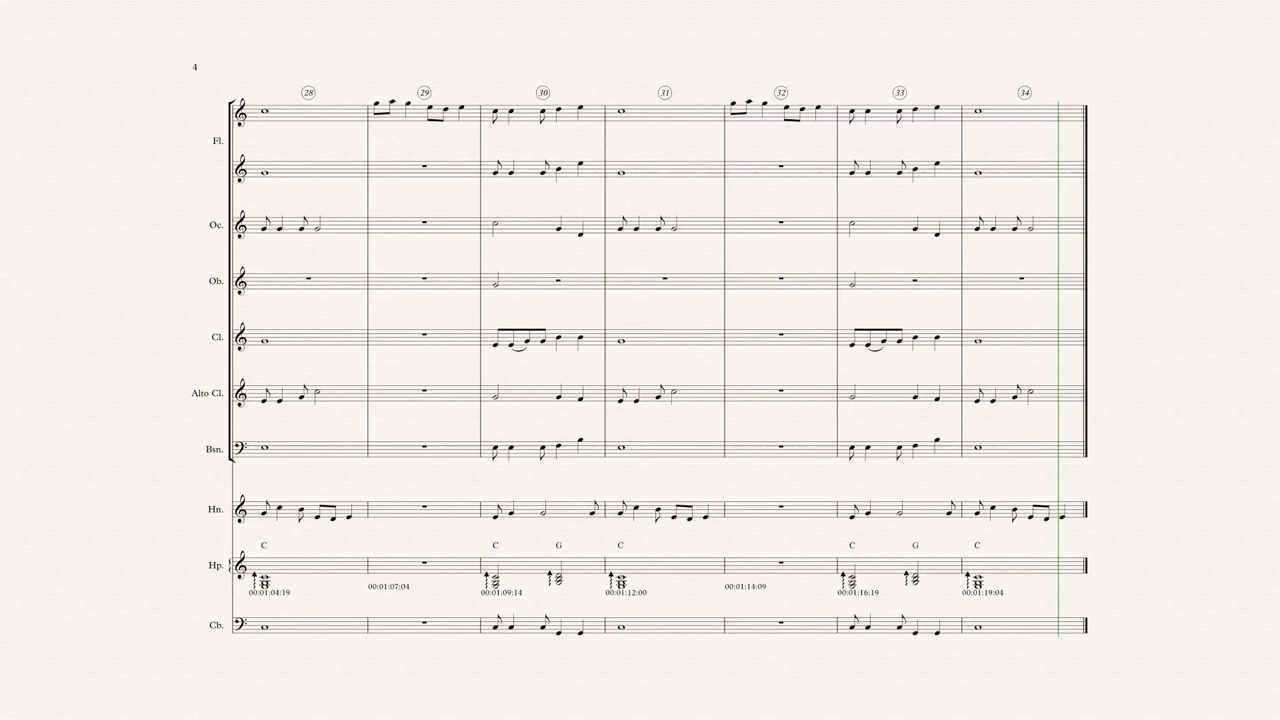 4
28 29 30 31 32 33 34
Fl.
Oc.
Ob.
Cl.
Alto Cl.
Bsn.
Hn.
C C G C C G C
Hp.
00:01:07:04 00:01:14:09
00:01:04:19 00:01:09:14 00:01:12:00 00:01:16:19 00:01:19:04
Cb.